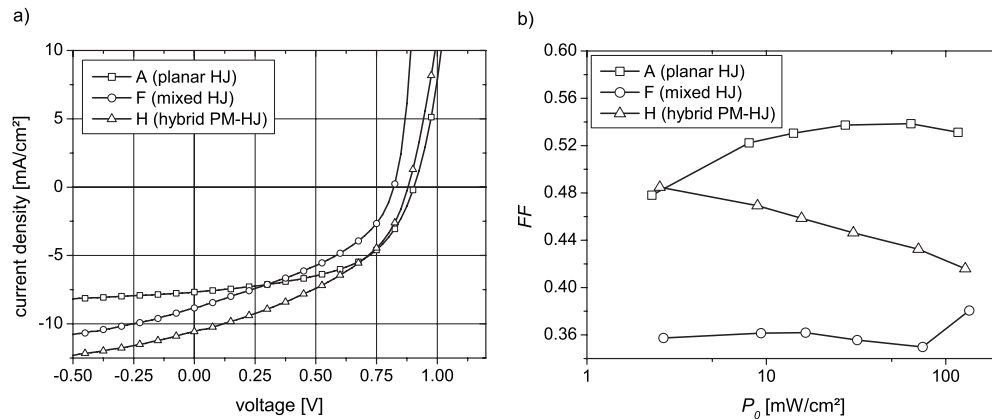 a)
10
5
0
-5
-10
-0.50
-0.25
0.00
0.25
0.50
0.75
1.00
current density [mA/cm²]
voltage [V]
A (planar HJ)
F (mixed HJ)
H (hybrid PM-HJ)
b)
0.60
0.56
0.52
0.48
0.44
0.40
0.36
1
10
100
FF
P₀ [mW/cm²]
A (planar HJ)
F (mixed HJ)
H (hybrid PM-HJ)